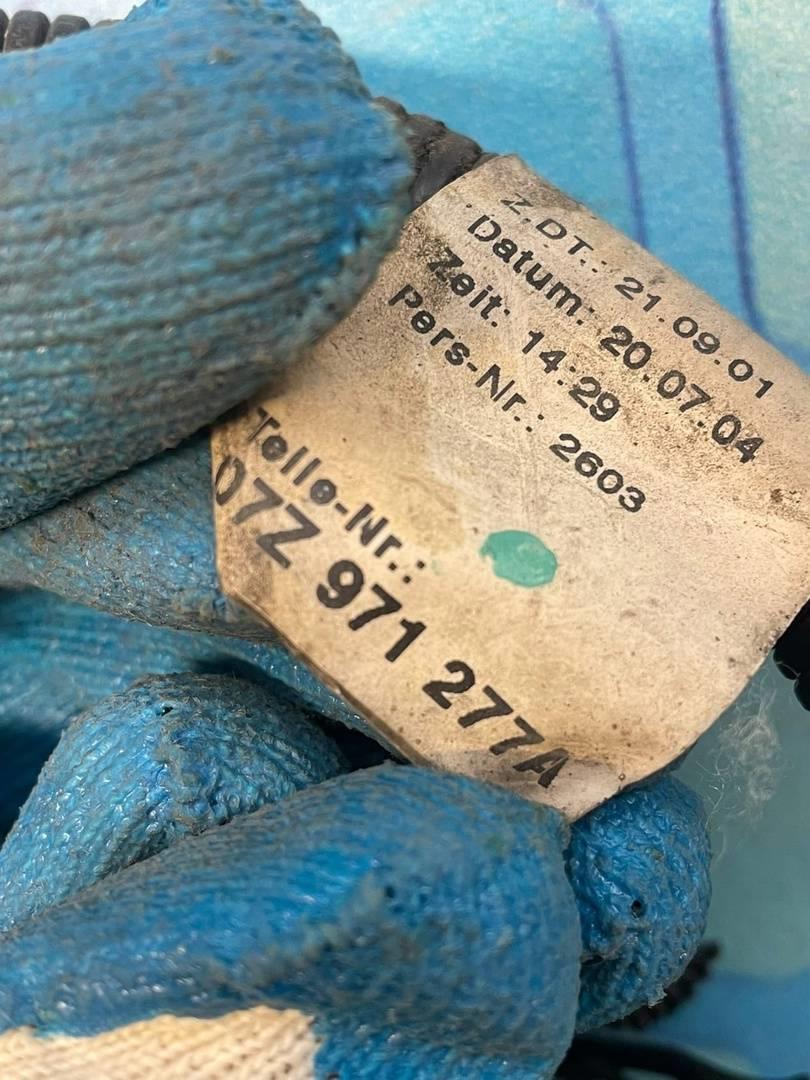 Z.DT.: 21.09.01
Datum: 20.07.04
Zeit: 14:29
Pers-Nr.: 2603
Teile-Nr.:
07Z 971 277A